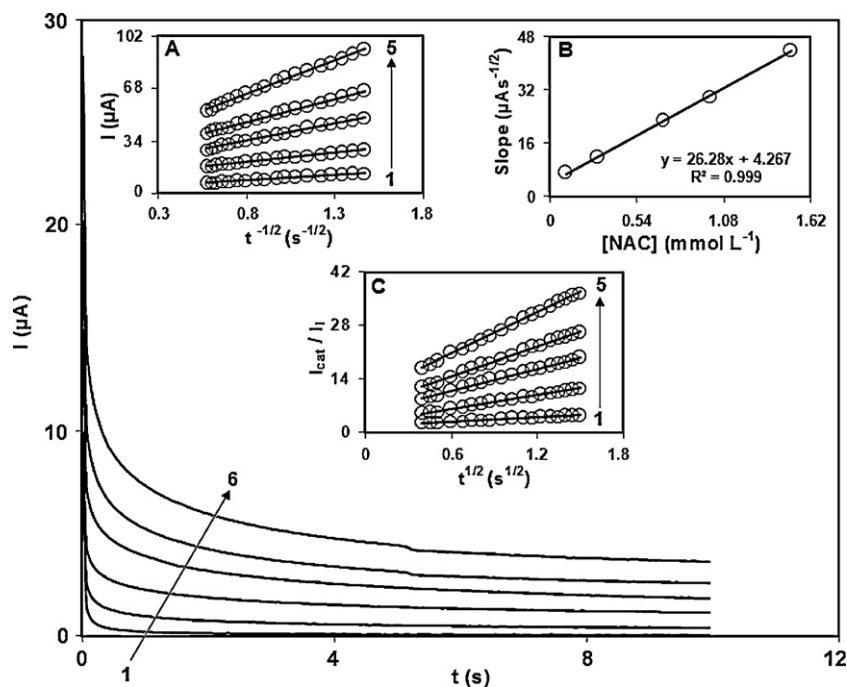 30
20
10
0
I (µA)
0
4
8
12
t (s)
1
6
A
102
68
34
0
I (µA)
5
1
0.3
0.8
1.3
1.8
t -1/2 (s-1/2)
B
48
32
16
0
Slope (µAs-1/2)
y = 26.28x + 4.267
R² = 0.999
0
0.54
1.08
1.62
[NAC] (mmol L-1)
C
42
28
14
0
Icat / Il
5
1
0
0.6
1.2
1.8
t1/2 (s1/2)